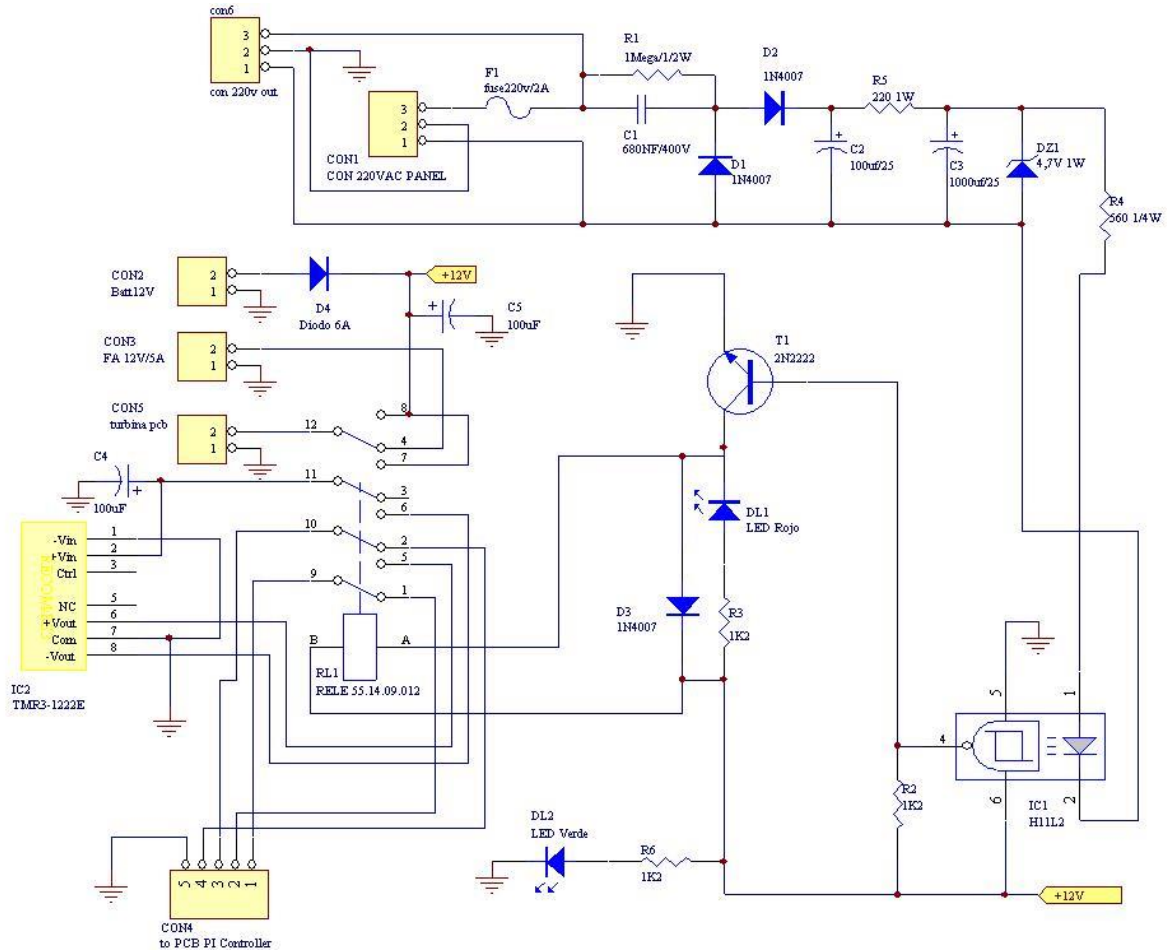 con6
3
2
1
con 220v out
F1
fuse220v/2A
3
2
1
CON1
CON 220VAC PANEL
R1
1Mega/1/2W
C1
680NF/400V
D2
1N4007
D1
1N4007
R5
220 1W
C2
100uf/25
C3
1000uf/25
DZ1
4,7V 1W
R4
560 1/4W
CON2
Batt12V
2
1
D4
Diodo 6A
+12V
C5
100uF
CON3
FA 12V/5A
2
1
CON5
turbina pcb
2
1
12
8
4
7
C4
100uF
11
3
6
10
2
5
9
1
-Vin
1
+Vin
2
Ctrl
3
NC
5
+Vout
6
Com
7
-Vout
8
IC2
TMR3-1222E
B
A
RL1
RELE 55.14.09.012
T1
2N2222
DL1
LED Rojo
D3
1N4007
R3
1K2
5
1
4
6
2
IC1
H11L2
R2
1K2
DL2
LED Verde
R6
1K2
+12V
5
4
3
2
1
CON4
to PCB PI Controller